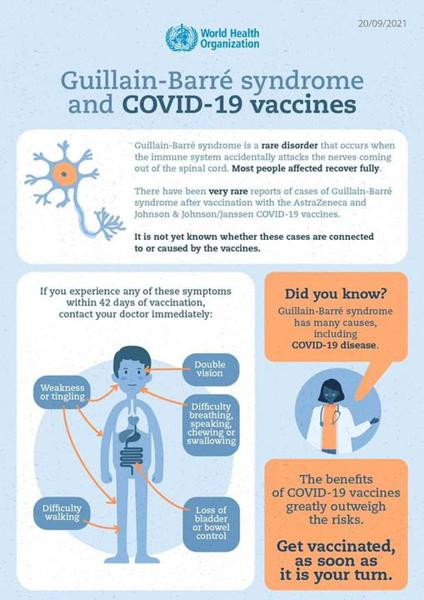 20/09/2021
World Health
Organization
Guillain-Barré syndrome
and COVID-19 vaccines
Guillain-Barré syndrome is a rare disorder that occurs when
the immune system accidentally attacks the nerves coming
out of the spinal cord. Most people affected recover fully.
There have been very rare reports of cases of Guillain-Barré
syndrome after vaccination with the AstraZeneca and
Johnson & Johnson/Janssen COVID-19 vaccines.
It is not yet known whether these cases are connected
to or caused by the vaccines.
If you experience any of these symptoms
within 42 days of vaccination,
contact your doctor immediately:
Double
vision
Weakness
or tingling
Difficulty
breathing,
speaking,
chewing or
swallowing
Difficulty
walking
Loss of
bladder
or bowel
control
Did you know?
Guillain-Barré syndrome
has many causes,
including
COVID-19 disease.
The benefits
of COVID-19 vaccines
greatly outweigh
the risks.
Get vaccinated,
as soon as
it is your turn.